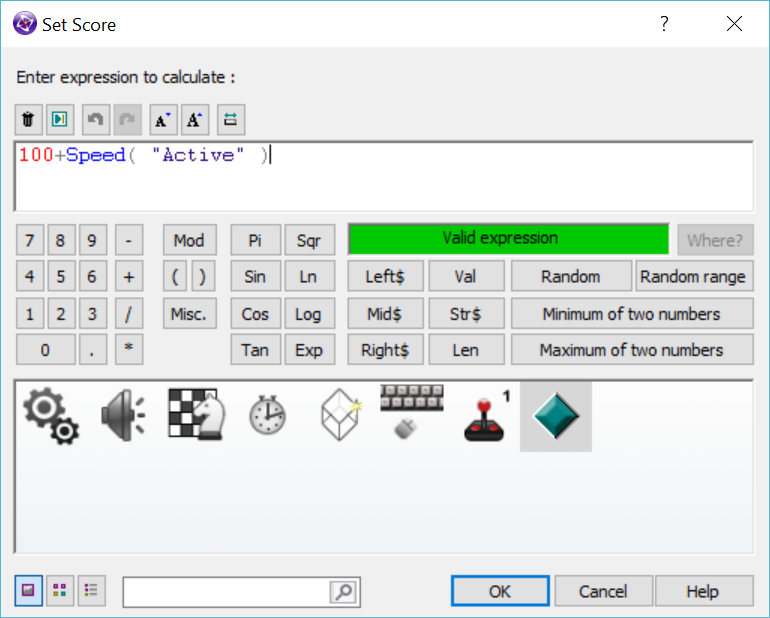 Set Score
?
Enter expression to calculate :
A A
100+Speed( "Active" )
7 8 9 - Mod Pi Sqr Valid expression Where?
4 5 6 + ( ) Sin Ln Left$ Val Random Random range
1 2 3 / Misc. Cos Log Mid$ Str$ Minimum of two numbers
0 . * Tan Exp Right$ Len Maximum of two numbers
1
OK Cancel Help